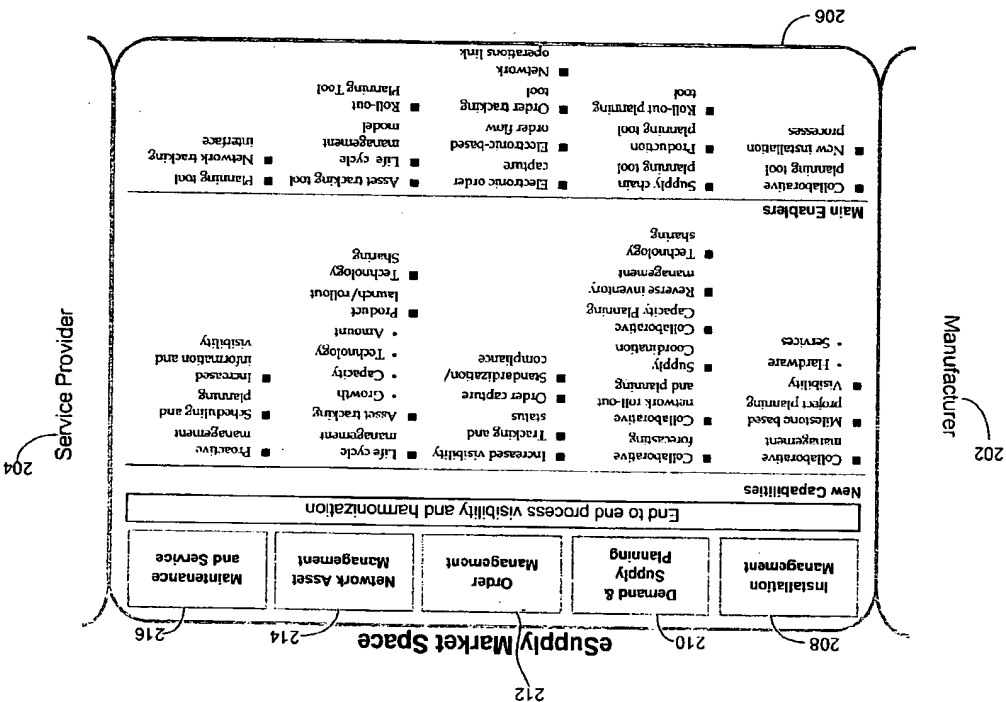 212
eSupply Market Space
208
210
214
216
Installation
Management
Demand &
Supply
Planning
Order
Management
Network Asset
Management
Maintenance
and Service
End to end process visibility and harmonization
New Capabilities
■ Collaborative
management
■ Milestone based
project planning
■ Visibility
• Hardware
• Services
■ Collaborative
forecasting
■ Collaborative
network roll-out
and planning
■ Supply
Coordination
■ Collaborative
Capacity Planning
■ Reverse inventory
management
■ Technology
sharing
■ Increased visibility
■ Tracking and
status
■ Order capture
■ Standardization/
compliance
■ Life cycle
management
■ Asset tracking
• Growth
• Capacity
• Technology
• Amount
■ Product
launch/rollout
■ Technology
Sharing
■ Proactive
management
■ Scheduling and
planning
■ Increased
information and
visibility
Main Enablers
■ Collaborative
planning tool
■ New installation
processes
■ Supply chain
planning tool
■ Production
planning tool
■ Roll-out planning
tool
■ Electronic order
capture
■ Electronic-based
order flow
■ Order tracking
tool
■ Network
operations link
■ Asset tracking tool
■ Life cycle
management
model
■ Roll-out
Planning Tool
■ Planning tool
■ Network tracking
interface
202
Manufacturer
204
Service Provider
206